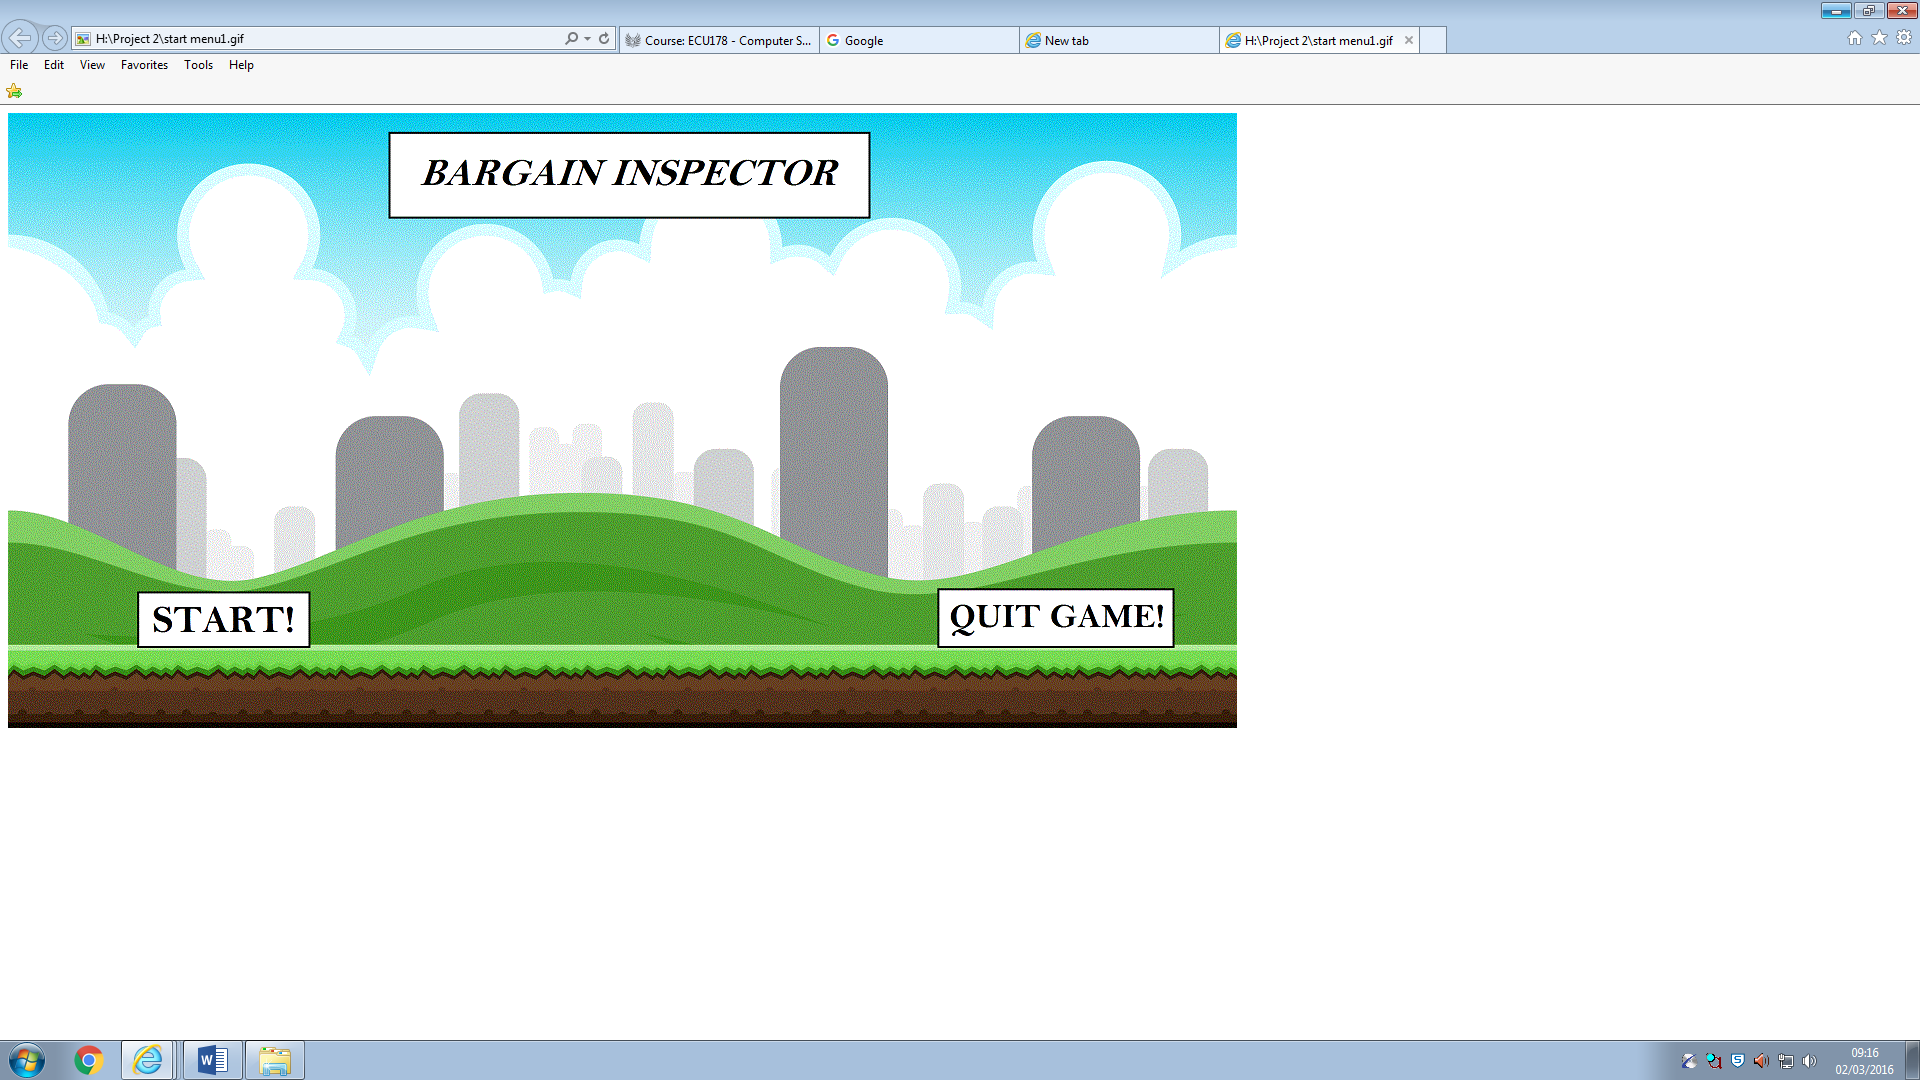 H:\Project 2\start menu1.gif
Course: ECU178 - Computer S...
Google
New tab
H:\Project 2\start menu1.gif
File Edit View Favorites Tools Help
BARGAIN INSPECTOR
START!
QUIT GAME!
09:16
02/03/2016